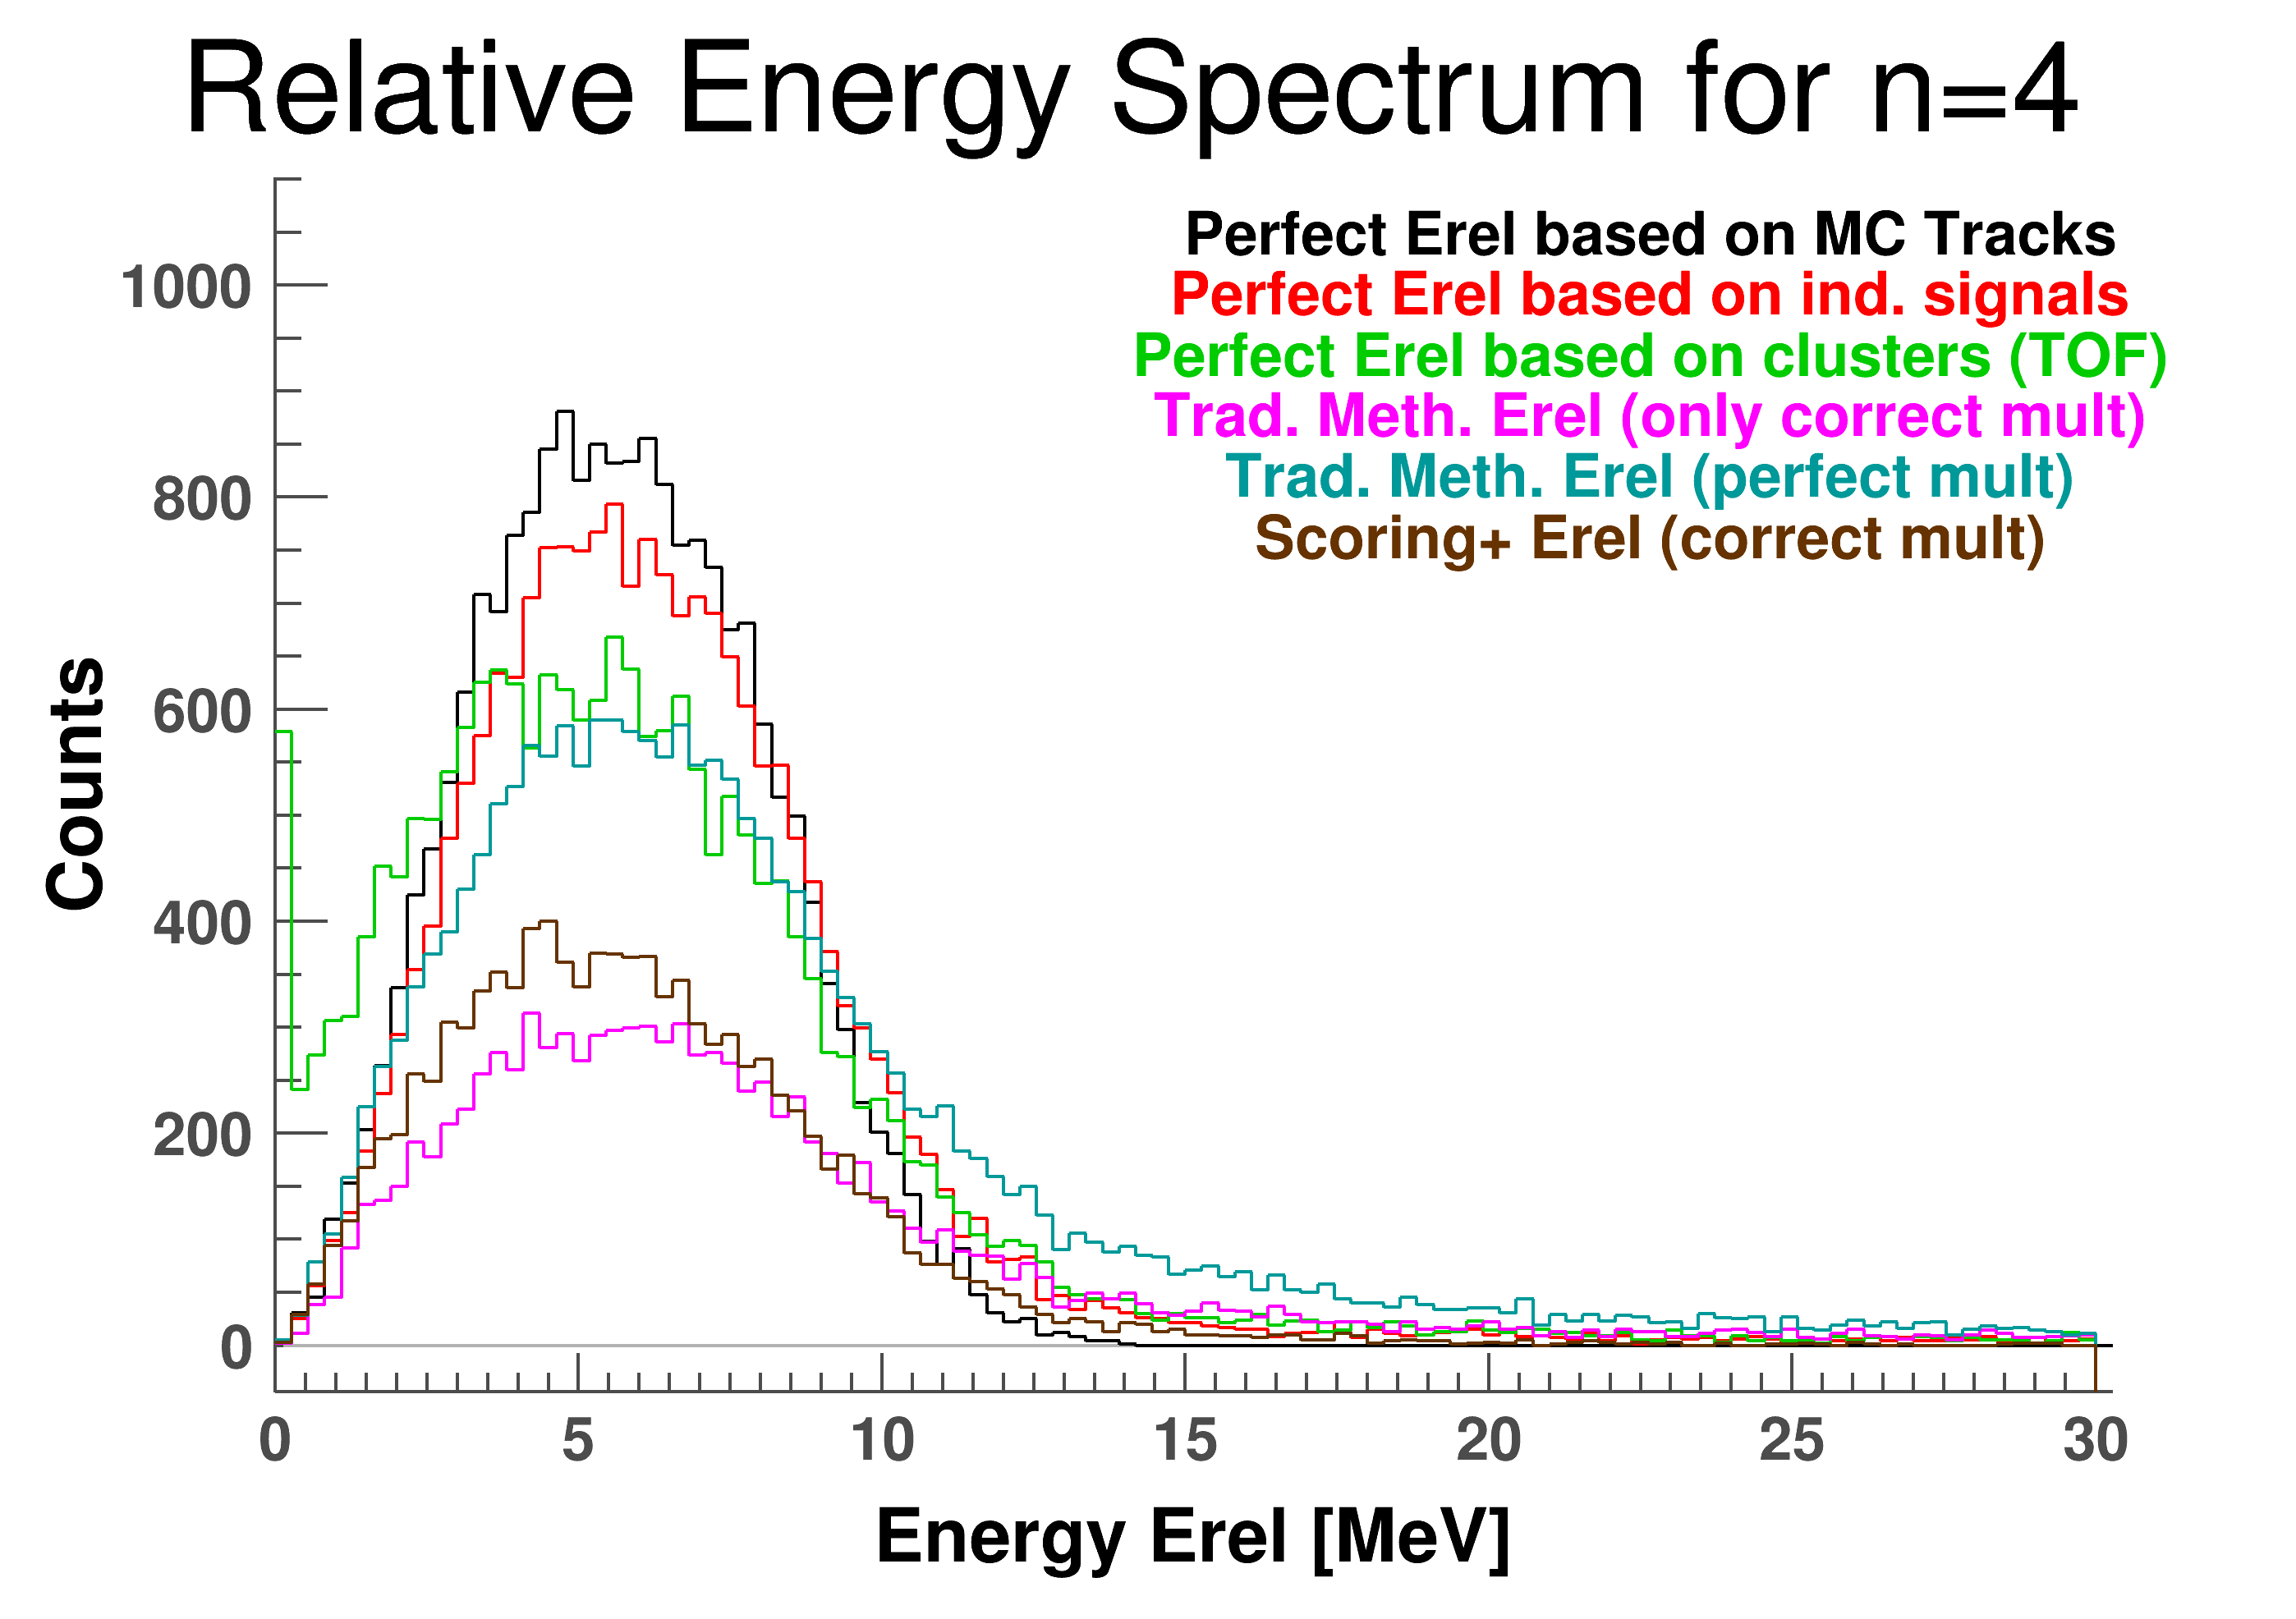 Relative Energy Spectrum for n=4
Perfect Erel based on MC Tracks
Perfect Erel based on ind. signals
Perfect Erel based on clusters (TOF)
Trad. Meth. Erel (only correct mult)
Trad. Meth. Erel (perfect mult)
Scoring+ Erel (correct mult)
Counts
1000
800
600
400
200
0
0 5 10 15 20 25 30
Energy Erel [MeV]